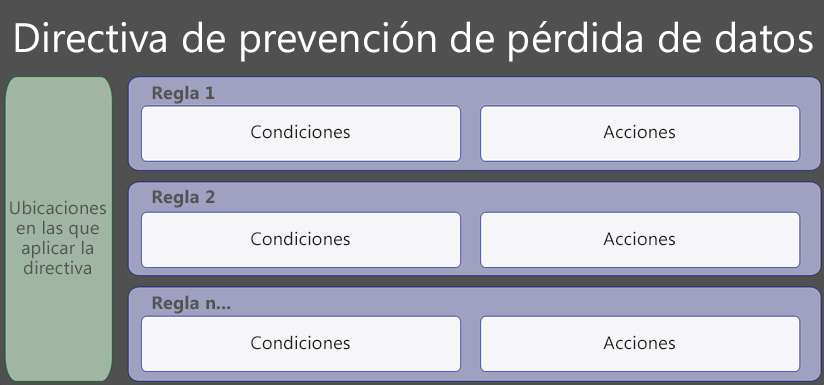 Directiva de prevención de pérdida de datos
Ubicaciones
en las que
aplicar la
directiva
Regla 1
Condiciones
Acciones
Regla 2
Condiciones
Acciones
Regla n...
Condiciones
Acciones